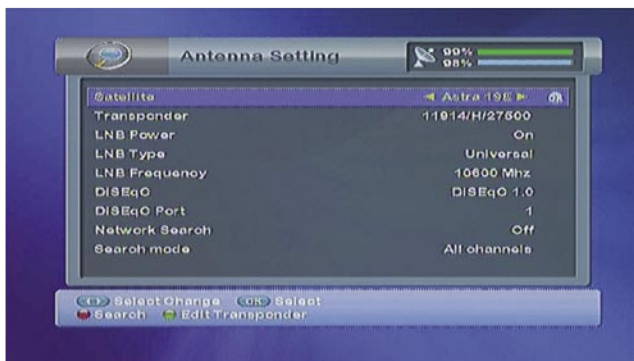 Antenna Setting
99%
98%
Satellite Astra 19E OK
Transponder 11914/H/27500
LNB Power On
LNB Type Universal
LNB Frequency 10600 Mhz
DiSEqC DiSEqC 1.0
DiSEqC Port 1
Network Search Off
Search mode All channels
Select Change OK Select
Search Edit Transponder